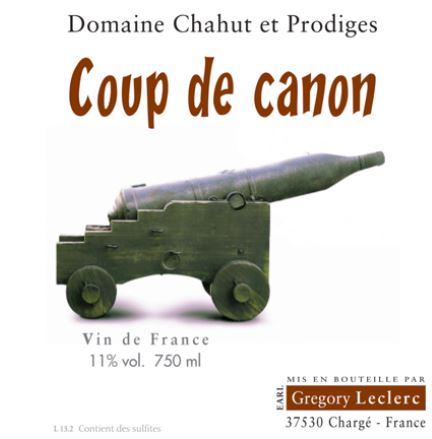 Domaine Chahut et Prodiges
Coup de canon
Vin de France
11% vol. 750 ml
L 13.2 Contient des sulfites
MIS EN BOUTEILLE PAR
EARL Gregory Leclerc
37530 Chargé - France